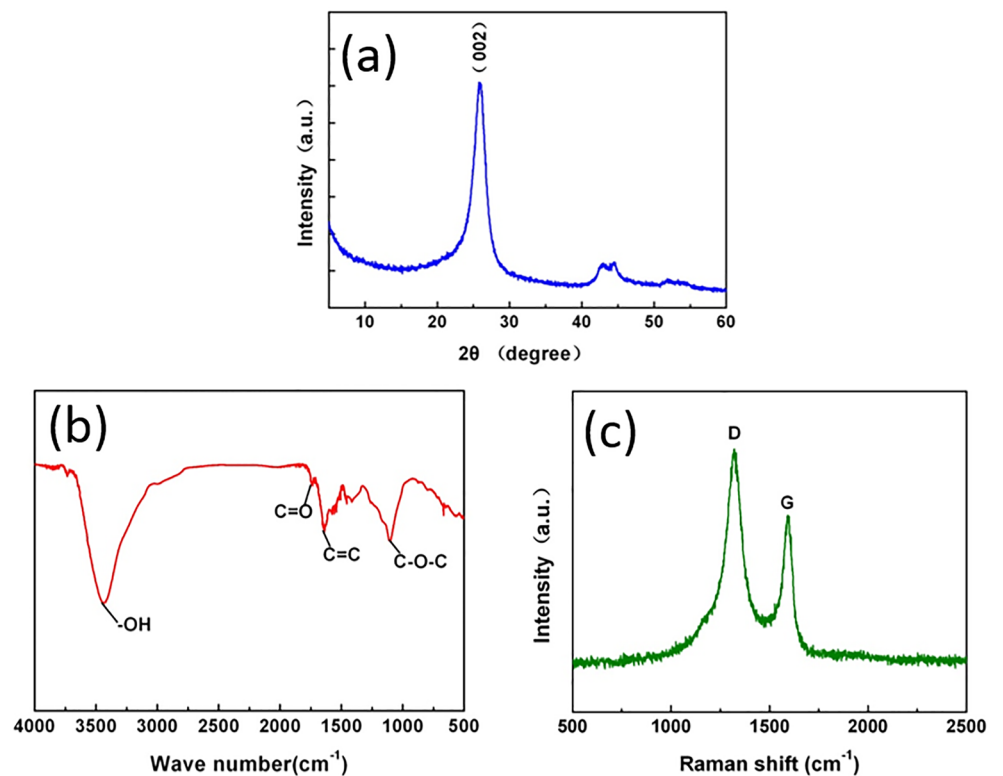 (a)
(002)
Intensity (a.u.)
10 20 30 40 50 60
2θ (degree)
(b)
C=O
C=C
C-O-C
-OH
4000 3500 3000 2500 2000 1500 1000 500
Wave number(cm-1)
(c)
D
G
Intensity (a.u.)
500 1000 1500 2000 2500
Raman shift (cm-1)